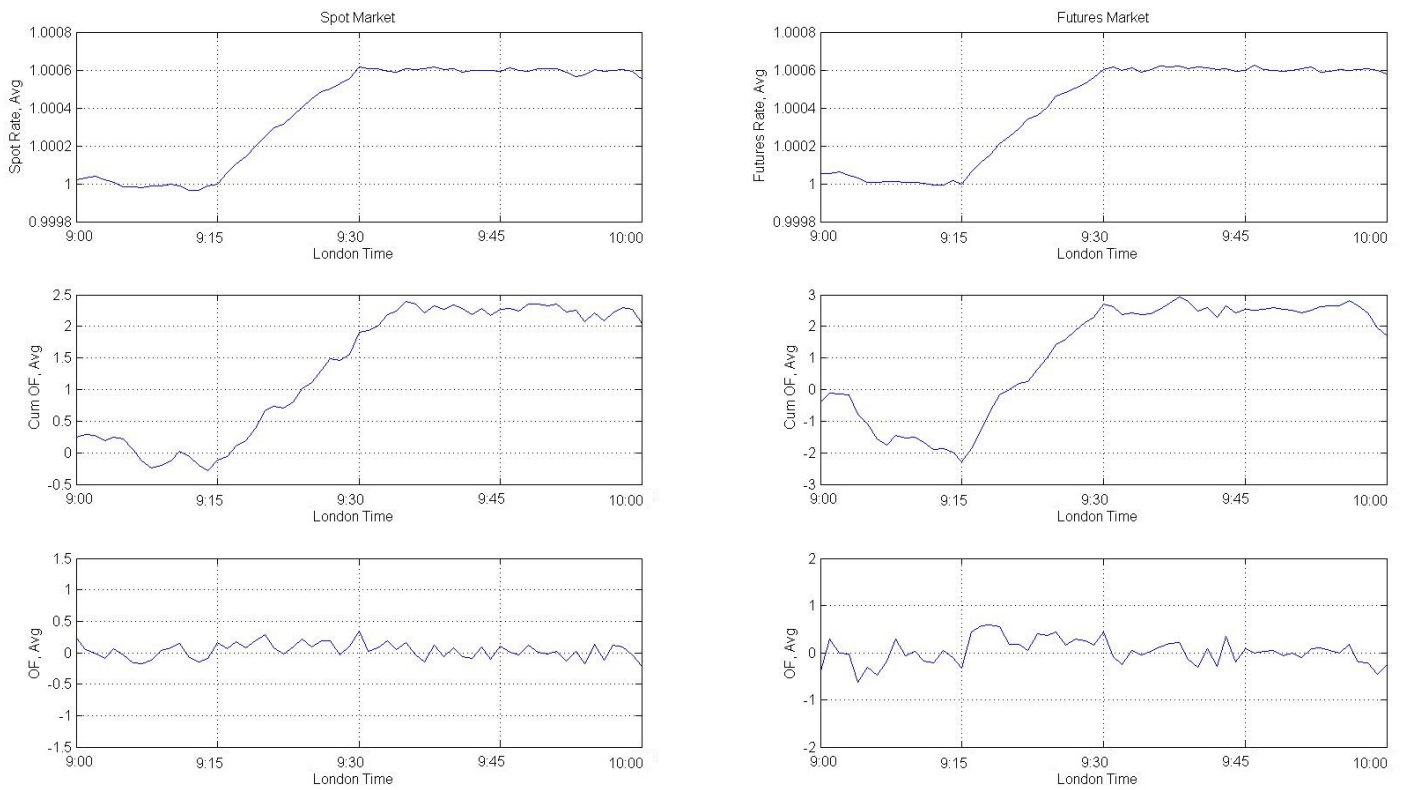 Spot Market
1.0008
1.0006
1.0004
1.0002
1
0.9998
Spot Rate, Avg
9:00 9:15 9:30 9:45 10:00
London Time
Futures Market
1.0008
1.0006
1.0004
1.0002
1
0.9998
Futures Rate, Avg
9:00 9:15 9:30 9:45 10:00
London Time
2.5
2
1.5
1
0.5
0
-0.5
Cum OF, Avg
9:00 9:15 9:30 9:45 10:00
London Time
3
2
1
0
-1
-2
-3
Cum OF, Avg
9:00 9:15 9:30 9:45 10:00
London Time
1.5
1
0.5
0
-0.5
-1
-1.5
OF, Avg
9:00 9:15 9:30 9:45 10:00
London Time
2
1
0
-1
-2
OF, Avg
9:00 9:15 9:30 9:45 10:00
London Time